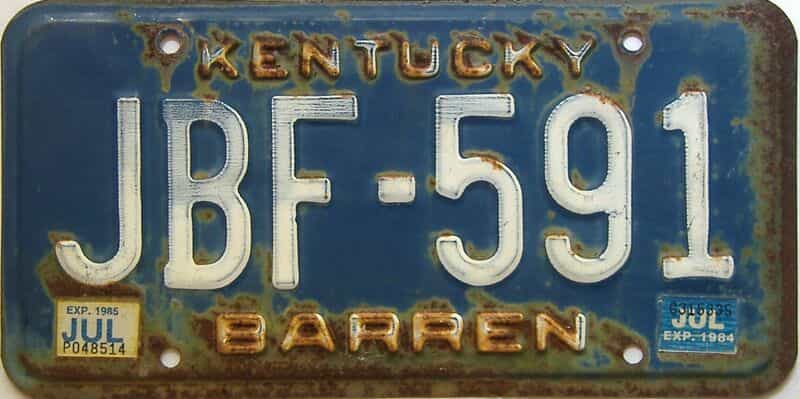 KENTUCKY
JBF-591
EXP. 1985
JUL
P048514
JUL
EXP. 1984
BARREN